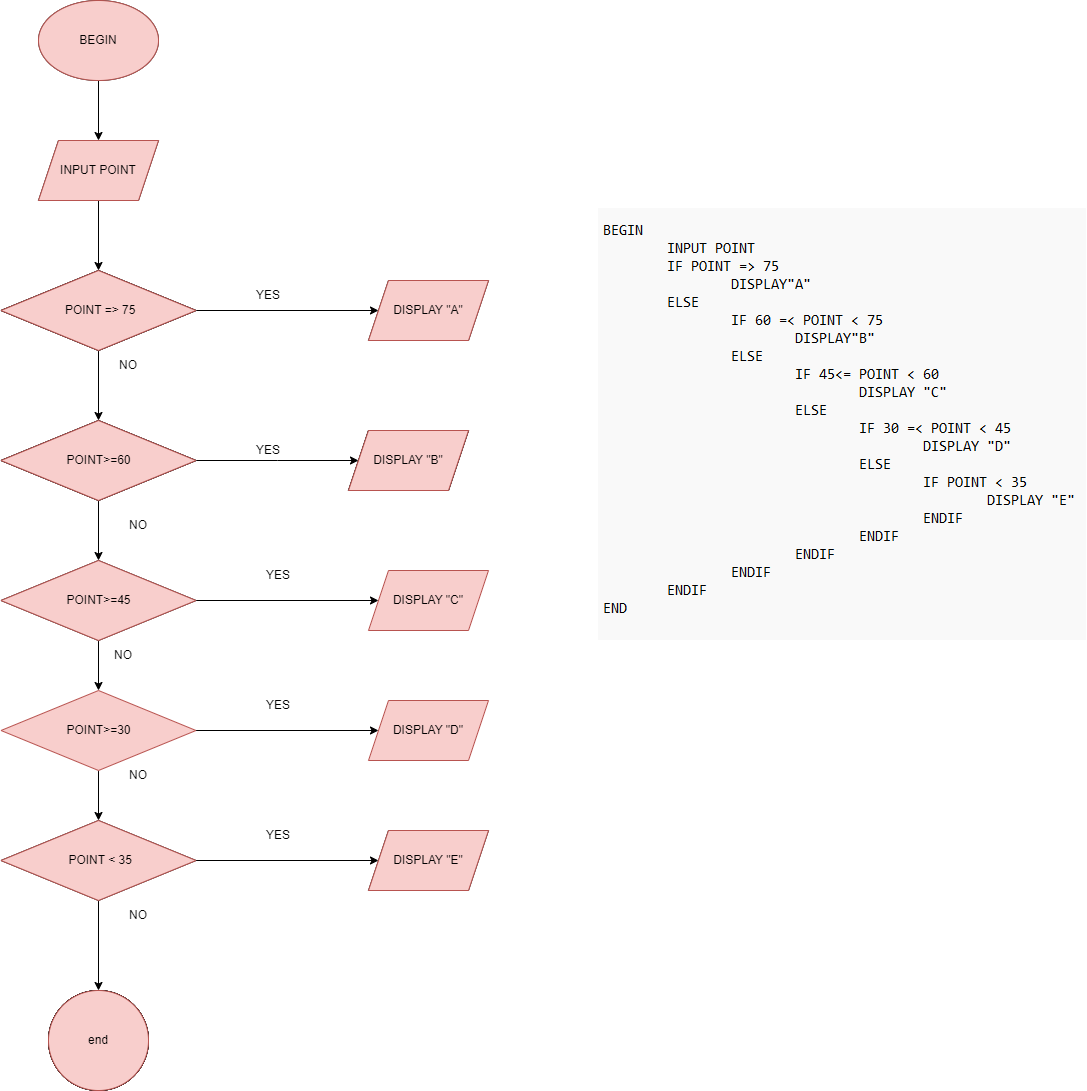 BEGIN
INPUT POINT
POINT => 75
YES
DISPLAY "A"
NO
POINT>=60
YES
DISPLAY "B"
NO
POINT>=45
YES
DISPLAY "C"
NO
POINT>=30
YES
DISPLAY "D"
NO
POINT < 35
YES
DISPLAY "E"
NO
end
BEGIN
INPUT POINT
IF POINT => 75
DISPLAY"A"
ELSE
IF 60 =< POINT < 75
DISPLAY"B"
ELSE
IF 45<= POINT < 60
DISPLAY "C"
ELSE
IF 30 =< POINT < 45
DISPLAY "D"
ELSE
IF POINT < 35
DISPLAY "E"
ENDIF
ENDIF
ENDIF
ENDIF
ENDIF
END